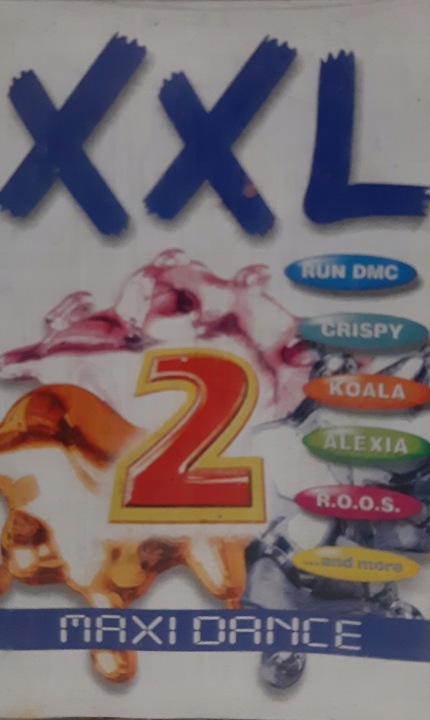 XXL
RUN DMC
CRISPY
KOALA
2
ALEXIA
R.O.O.S.
...and more
MAXI DANCE